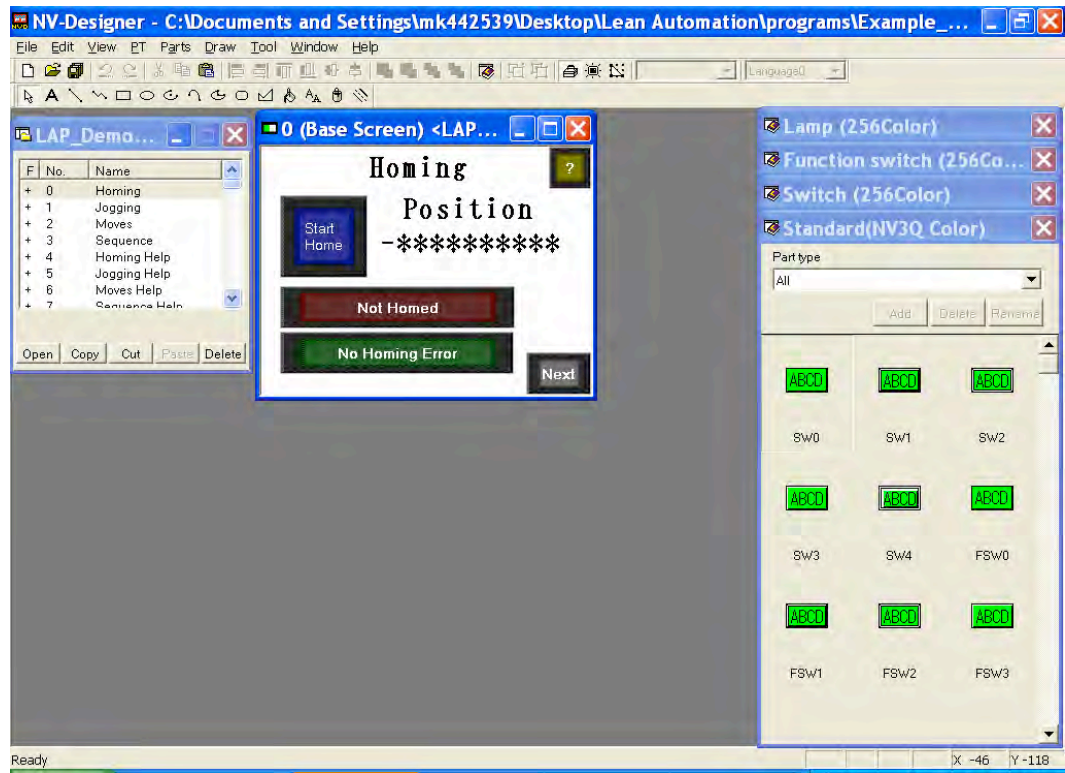 NV-Designer - C:\Documents and Settings\mk442539\Desktop\Lean Automation\programs\Example_...
File Edit View PT Parts Draw Tool Window Help
Language0
LAP_Demo...
F No. Name
+ 0 Homing
+ 1 Jogging
+ 2 Moves
+ 3 Sequence
+ 4 Homing Help
+ 5 Jogging Help
+ 6 Moves Help
+ 7 Sequence Help
Open Copy Cut Paste Delete
0 (Base Screen) <LAP...
Homing
?
Position
Start
Home
-**********
Not Homed
No Homing Error
Next
Lamp (256Color)
Function switch (256Co...
Switch (256Color)
Standard(NV3Q Color)
Part type
All
Add Delete Rename
ABCD ABCD ABCD
SW0 SW1 SW2
ABCD ABCD ABCD
SW3 SW4 FSW0
ABCD ABCD ABCD
FSW1 FSW2 FSW3
Ready
X -46 Y -118